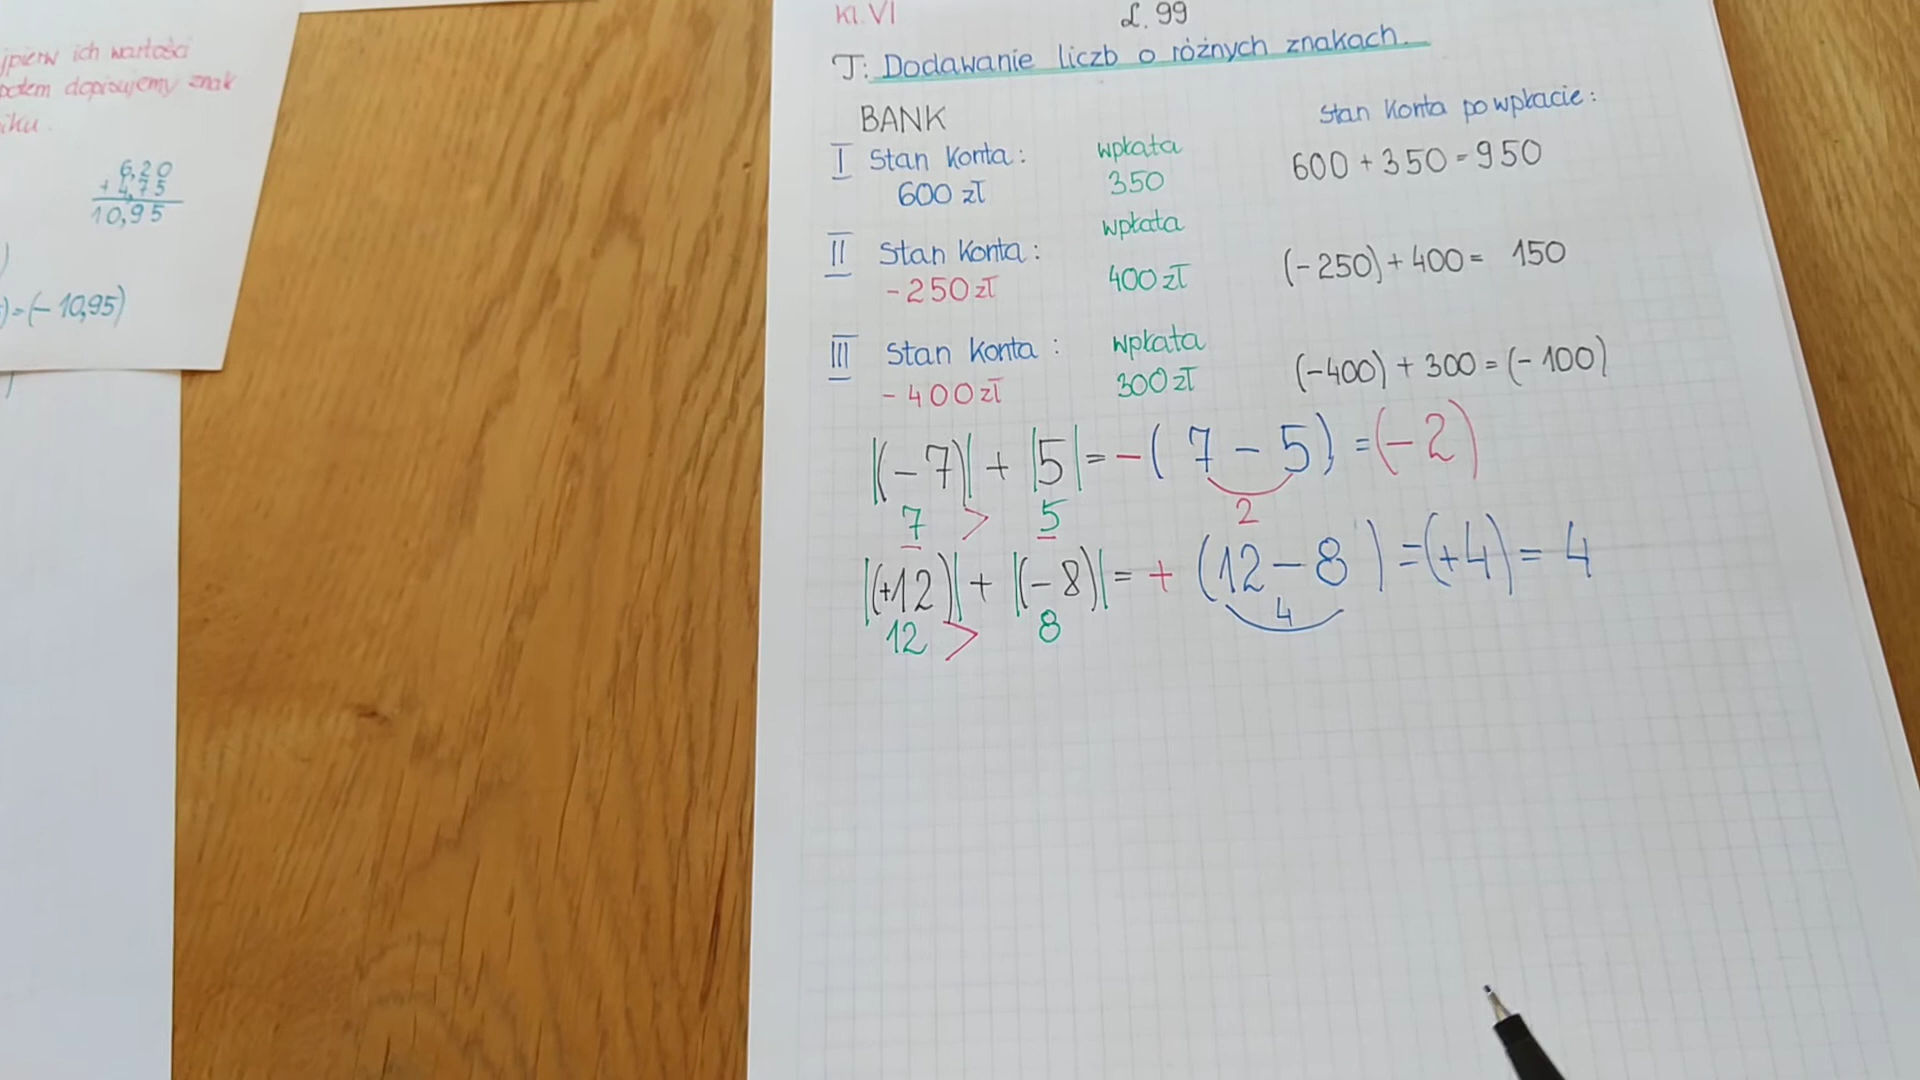 ich wartości
potem dopisujemy znak
6,20
+ 4,75
10,95
)=(-10,95)
Kl. VI
L. 99
T: Dodawanie liczb o różnych znakach.
BANK
Stan Konta po wpłacie:
I Stan Konta: wpłata
600 zł 350 600 + 350 = 950
II Stan Konta: wpłata
-250 zł 400 zł (-250) + 400 = 150
III Stan Konta: wpłata
-400 zł 300 zł (-400) + 300 = (-100)
|(-7)| + |5| = -(7 - 5) = (-2)
7 > 5 2
|(+12)| + |(-8)| = + (12 - 8) = (+4) = 4
12 > 8 4